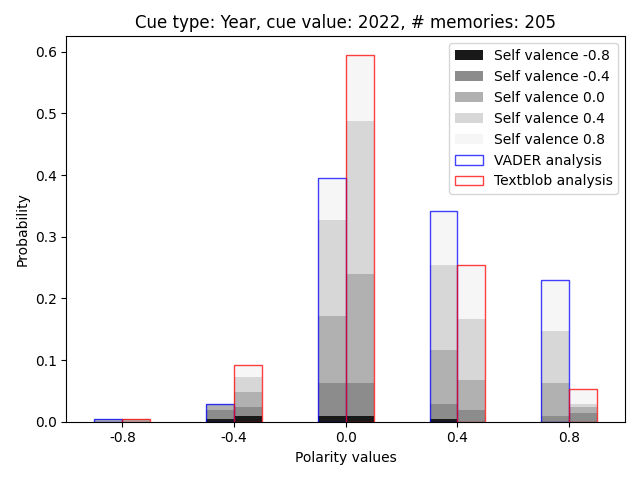 Cue type: Year, cue value: 2022, # memories: 205
Probability
0.6
0.5
0.4
0.3
0.2
0.1
0.0
Self valence -0.8
Self valence -0.4
Self valence 0.0
Self valence 0.4
Self valence 0.8
VADER analysis
Textblob analysis
-0.8 -0.4 0.0 0.4 0.8
Polarity values